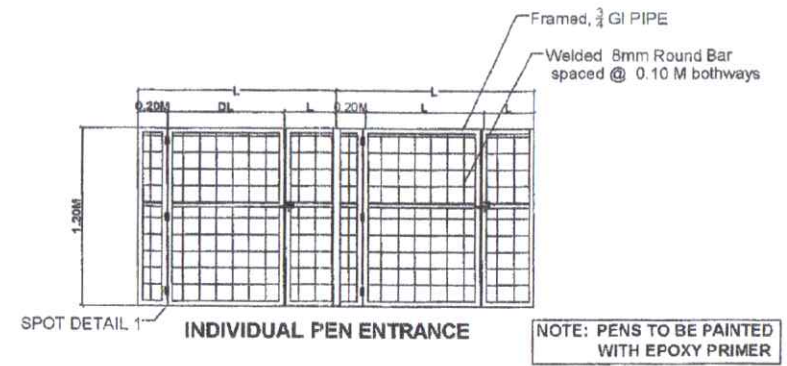 Framed, 3/4 GI PIPE
Welded 8mm Round Bar
spaced @ 0.10 M bothways
L L
0.20M DL L 0.20M L L
1.20M
SPOT DETAIL 1
INDIVIDUAL PEN ENTRANCE
NOTE: PENS TO BE PAINTED
WITH EPOXY PRIMER